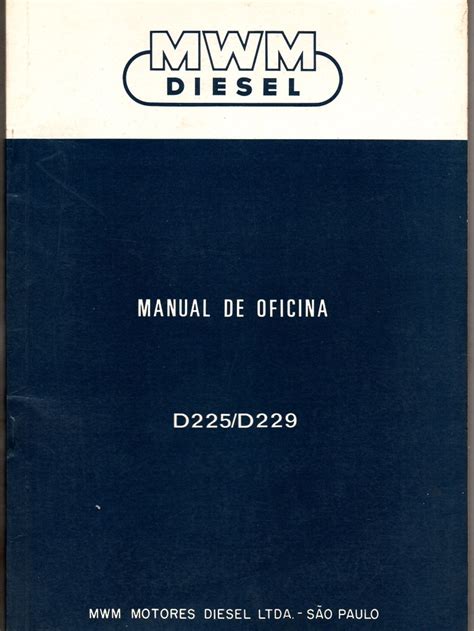 MWM
DIESEL
MANUAL DE OFICINA
D225/D229
MWM MOTORES DIESEL LTDA. - SÃO PAULO